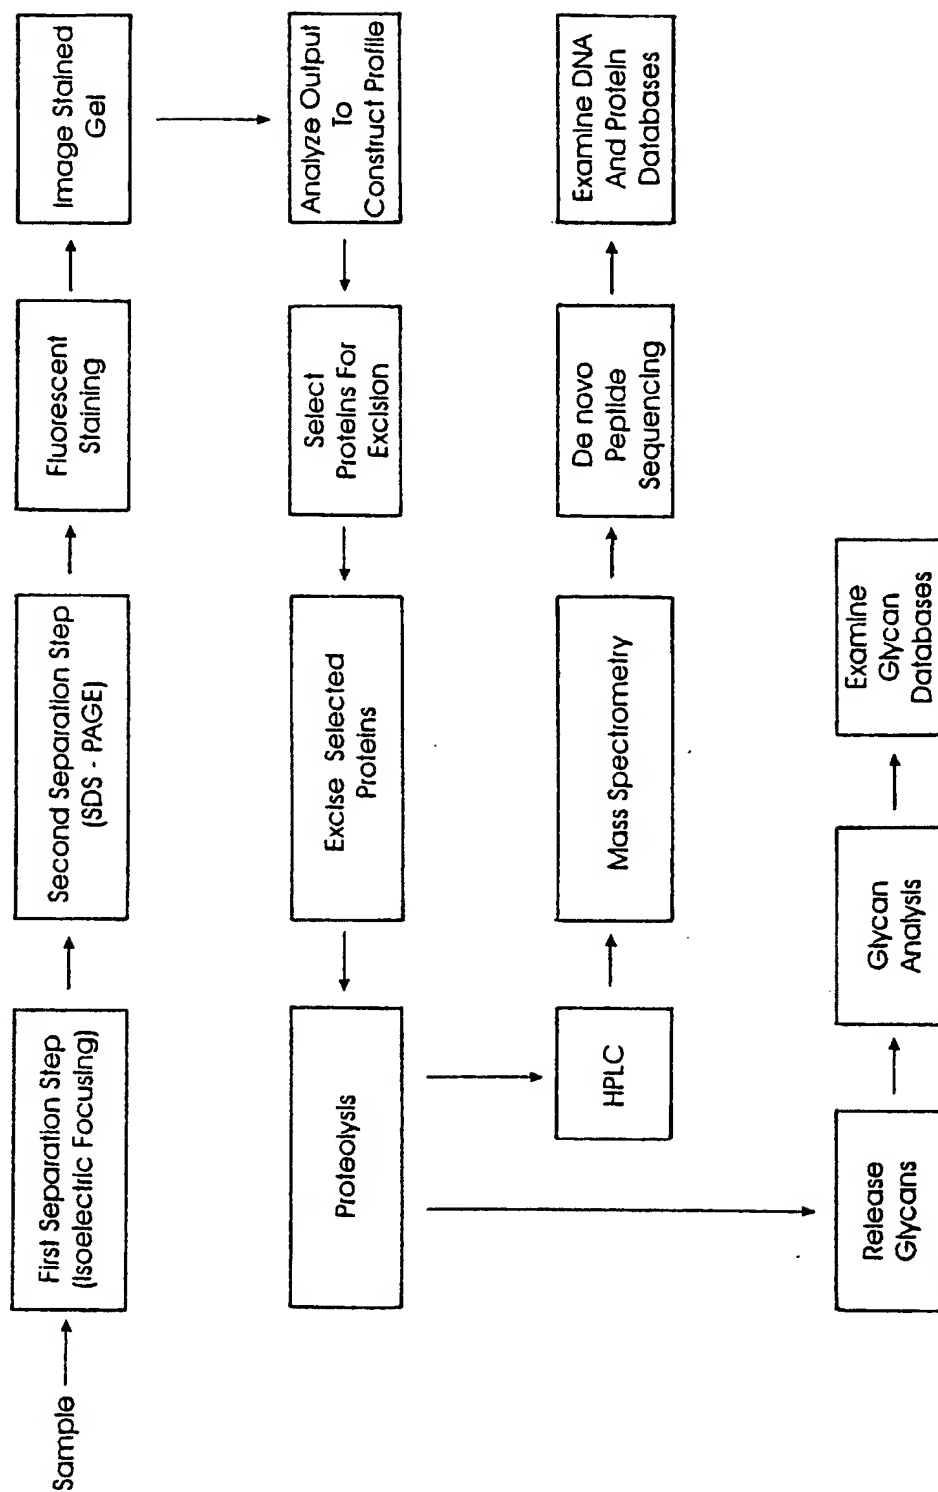 Sample
First Separation Step
(Isoelectric Focusing)
Second Separation Step
(SDS - PAGE)
Fluorescent
Staining
Image Stained
Gel
Analyze Output
To
Construct Profile
Select
Proteins For
Excision
Excise Selected
Proteins
Proteolysis
HPLC
Mass Spectrometry
De novo
Peptide
Sequencing
Examine DNA
And Protein
Databases
Release
Glycans
Glycan
Analysis
Examine
Glycan
Databases